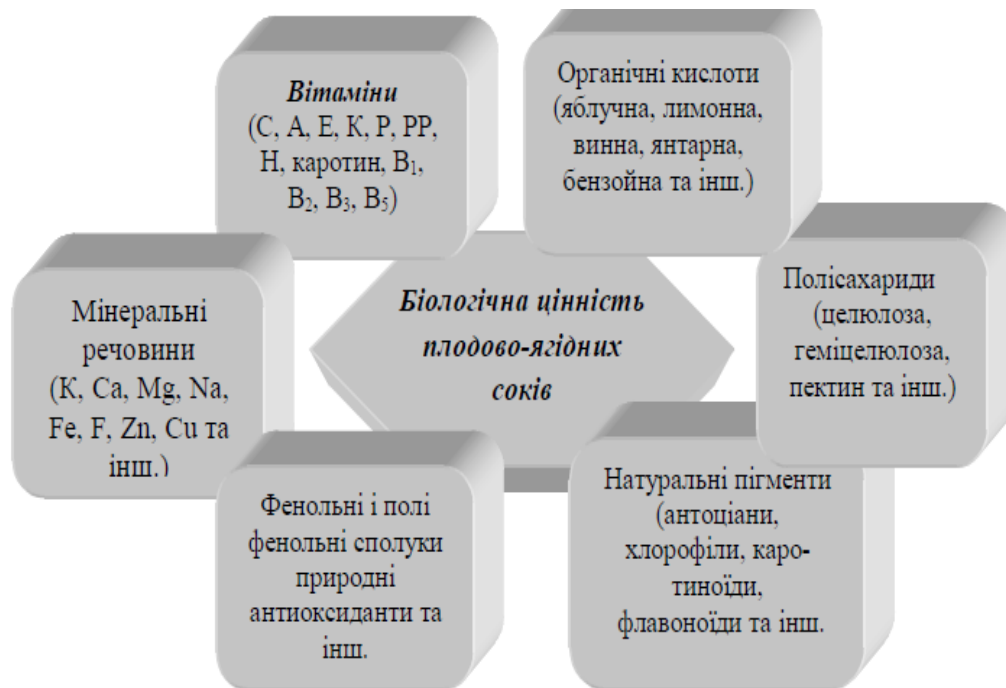 Вітаміни
(С, А, Е, К, Р, РР,
Н, каротин, В₁,
В₂, В₃, В₅)
Органічні кислоти
(яблучна, лимонна,
винна, янтарна,
бензойна та інш.)
Мінеральні
речовини
(К, Са, Mg, Na,
Fe, F, Zn, Cu та
інш.)
Біологічна цінність
плодово-ягідних
соків
Полісахариди
(целюлоза,
геміцелюлоза,
пектин та інш.)
Фенольні і полі
фенольні сполуки
природні
антиоксиданти та
інш.
Натуральні пігменти
(антоціани,
хлорофіли, каро-
тиноїди,
флавоноїди та інш.